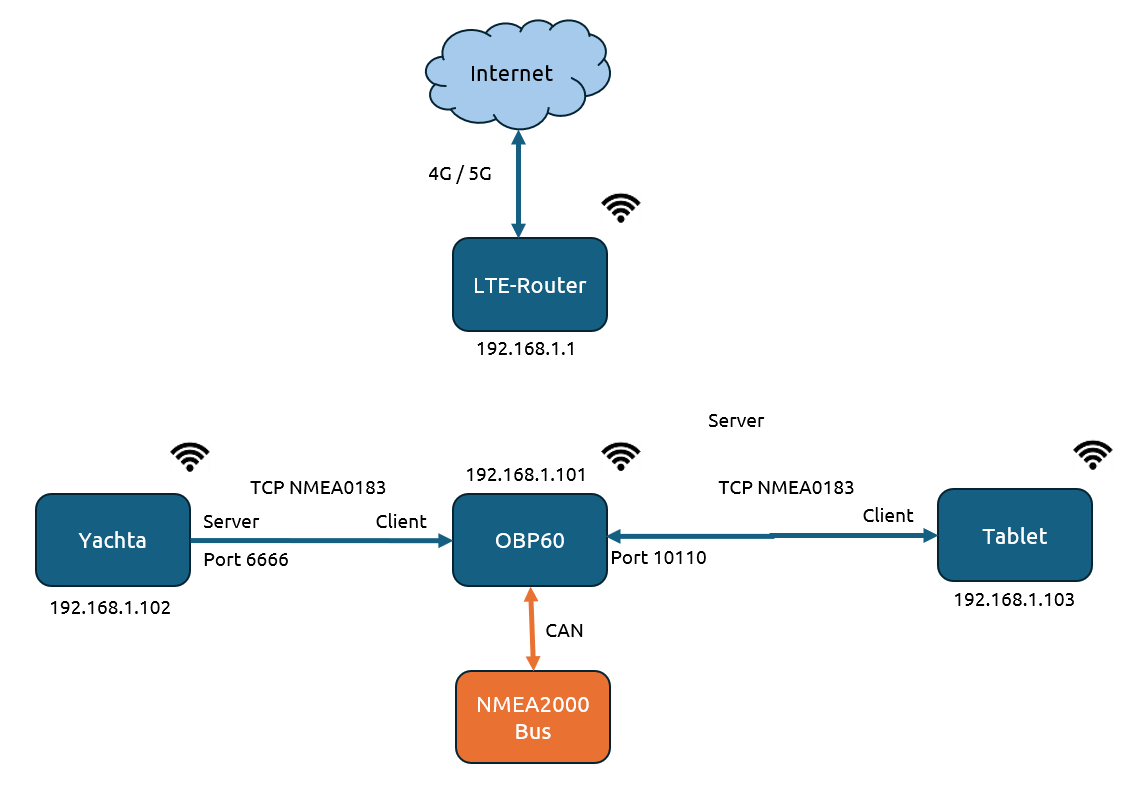 Internet
4G / 5G
LTE-Router
192.168.1.1
Server
192.168.1.101
TCP NMEA0183
TCP NMEA0183
Server
Client
Client
Yachta
OBP60
Tablet
Port 6666
Port 10110
192.168.1.102
192.168.1.103
CAN
NMEA2000
Bus